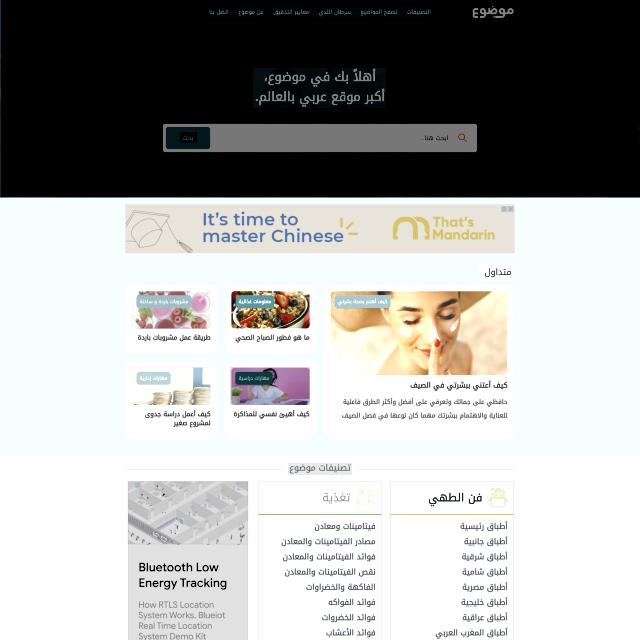 موضوع
التصنيفات
تصفح المواضيع
سرطان الثدي
معايير التدقيق
عن موضوع
اتصل بنا
أهلاً بك في موضوع،
أكبر موقع عربي بالعالم.
ابحث هنا...
بحث
It's time to
master Chinese
That's
Mandarin
متداول
كيف أهتم بصحة بشرتي
كيف أعتني ببشرتي في الصيف
حافظي على جمالك وتعرفي على أفضل وأكثر الطرق فاعلية
للعناية والاهتمام ببشرتك مهما كان نوعها في فصل الصيف
معلومات غذائية
ما هو فطور الصباح الصحي
مشروبات باردة و ساخنة
طريقة عمل مشروبات باردة
مهارات دراسية
كيف أهيئ نفسي للمذاكرة
مهارات إدارية
كيف أعمل دراسة جدوى
لمشروع صغير
تصنيفات موضوع
فن الطهي
أطباق رئيسية
أطباق جانبية
أطباق شرقية
أطباق شامية
أطباق مصرية
أطباق خليجية
أطباق عراقية
أطباق المغرب العربي
تغذية
فيتامينات ومعادن
مصادر الفيتامينات والمعادن
فوائد الفيتامينات والمعادن
نقص الفيتامينات والمعادن
الفاكهة والخضراوات
فوائد الفواكه
فوائد الخضروات
فوائد الأعشاب
Bluetooth Low
Energy Tracking
How RTLS Location
System Works. Blueiot
Real Time Location
System Demo Kit